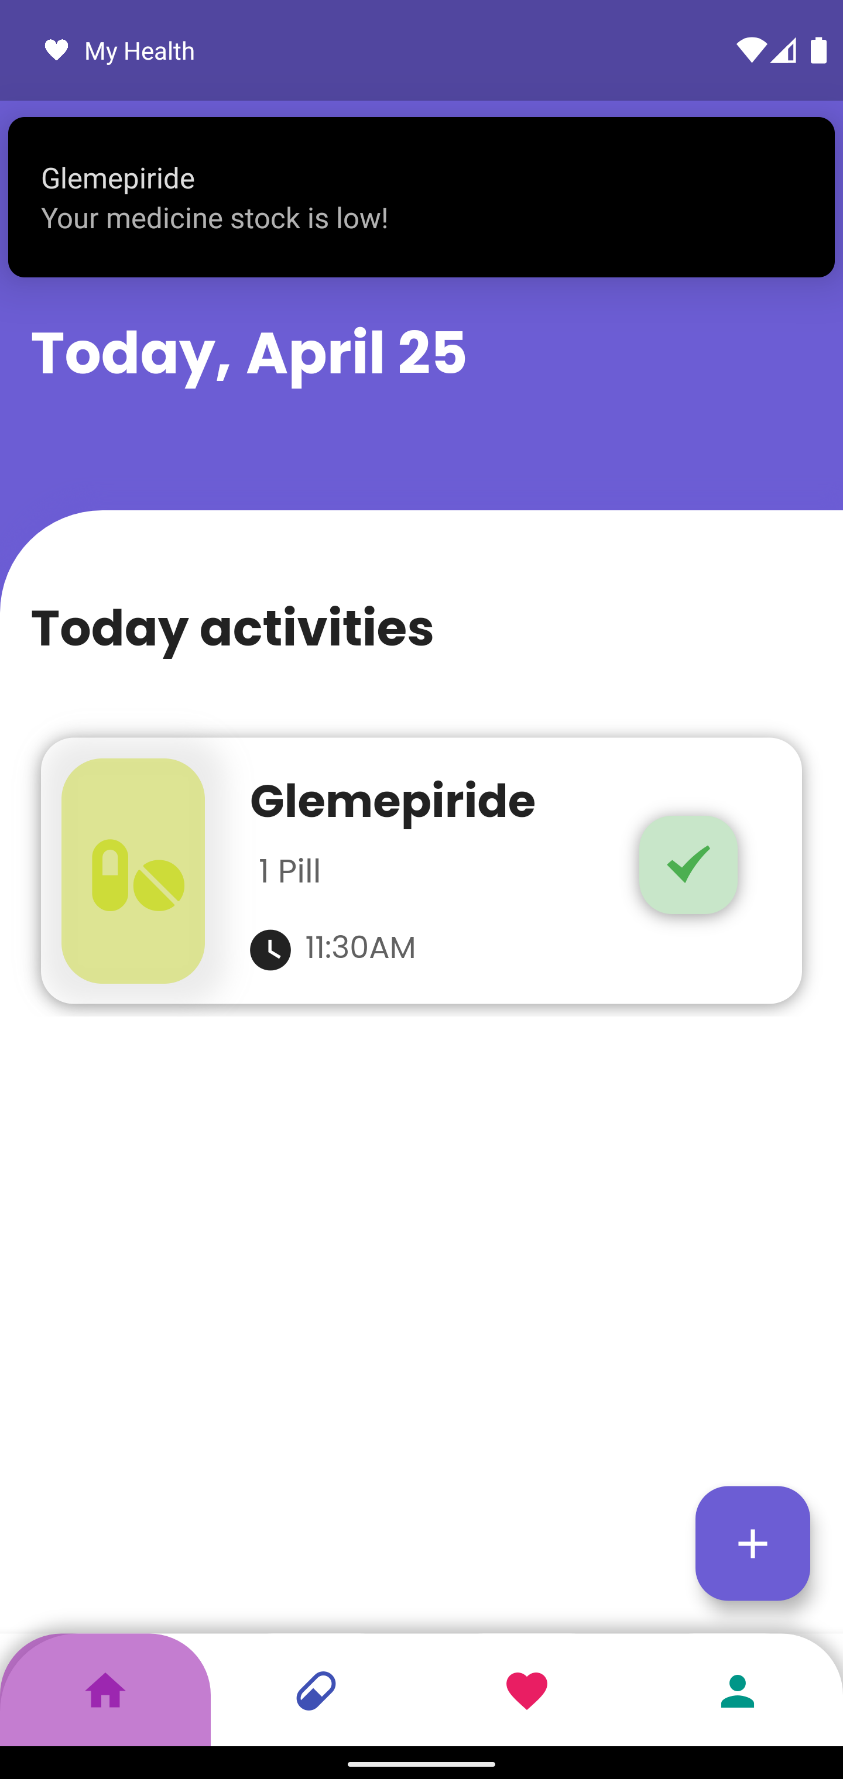 My Health
Glemepiride
Your medicine stock is low!
Today, April 25
Today activities
Glemepiride
1 Pill
11:30AM